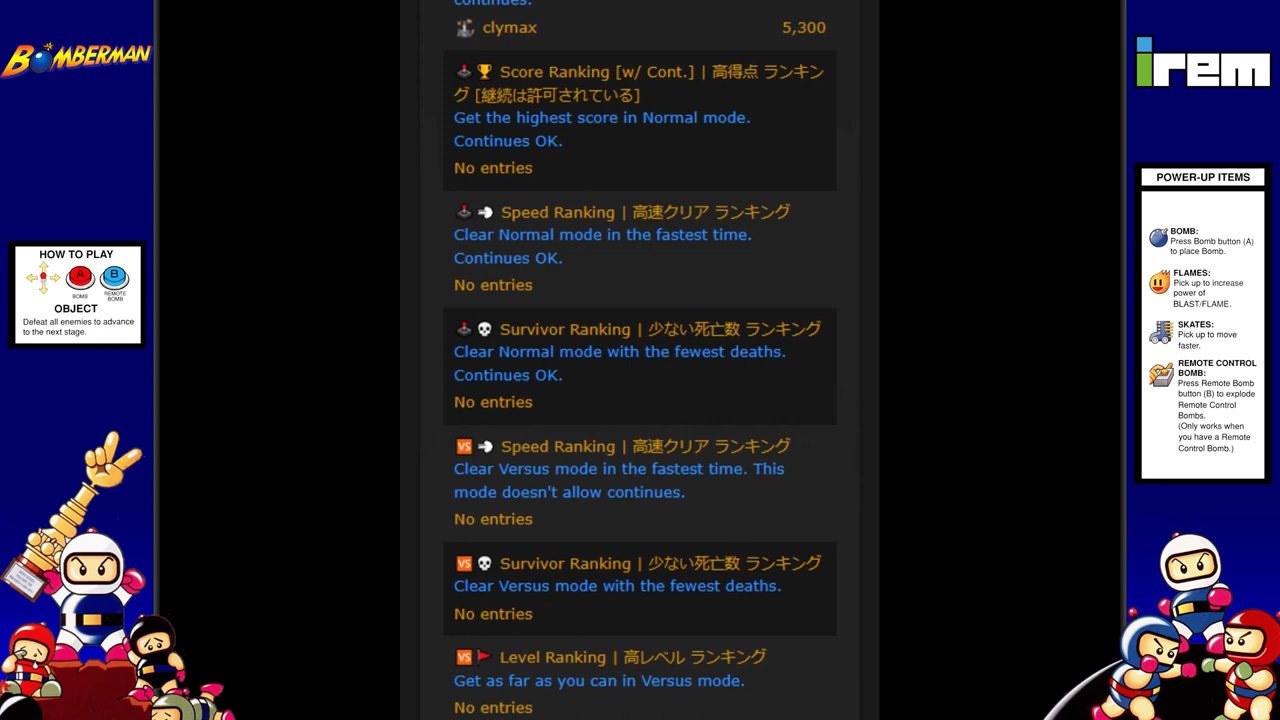 continues.
clymax 5,300
Score Ranking [w/ Cont.] | 高得点 ランキン
グ [継続は許可されている]
Get the highest score in Normal mode.
Continues OK.
No entries
Speed Ranking | 高速クリア ランキング
Clear Normal mode in the fastest time.
Continues OK.
No entries
Survivor Ranking | 少ない死亡数 ランキング
Clear Normal mode with the fewest deaths.
Continues OK.
No entries
VS Speed Ranking | 高速クリア ランキング
Clear Versus mode in the fastest time. This
mode doesn't allow continues.
No entries
VS Survivor Ranking | 少ない死亡数 ランキング
Clear Versus mode with the fewest deaths.
No entries
VS Level Ranking | 高レベル ランキング
Get as far as you can in Versus mode.
No entries
BOMBERMAN
HOW TO PLAY
A B
BOMB REMOTE
BOMB
OBJECT
Defeat all enemies to advance
to the next stage.
irem
POWER-UP ITEMS
BOMB:
Press Bomb button (A)
to place Bomb.
FLAMES:
Pick up to increase
power of
BLAST/FLAME.
SKATES:
Pick up to move
faster.
REMOTE CONTROL
BOMB:
Press Remote Bomb
button (B) to explode
Remote Control
Bombs.
(Only works when
you have a Remote
Control Bomb.)